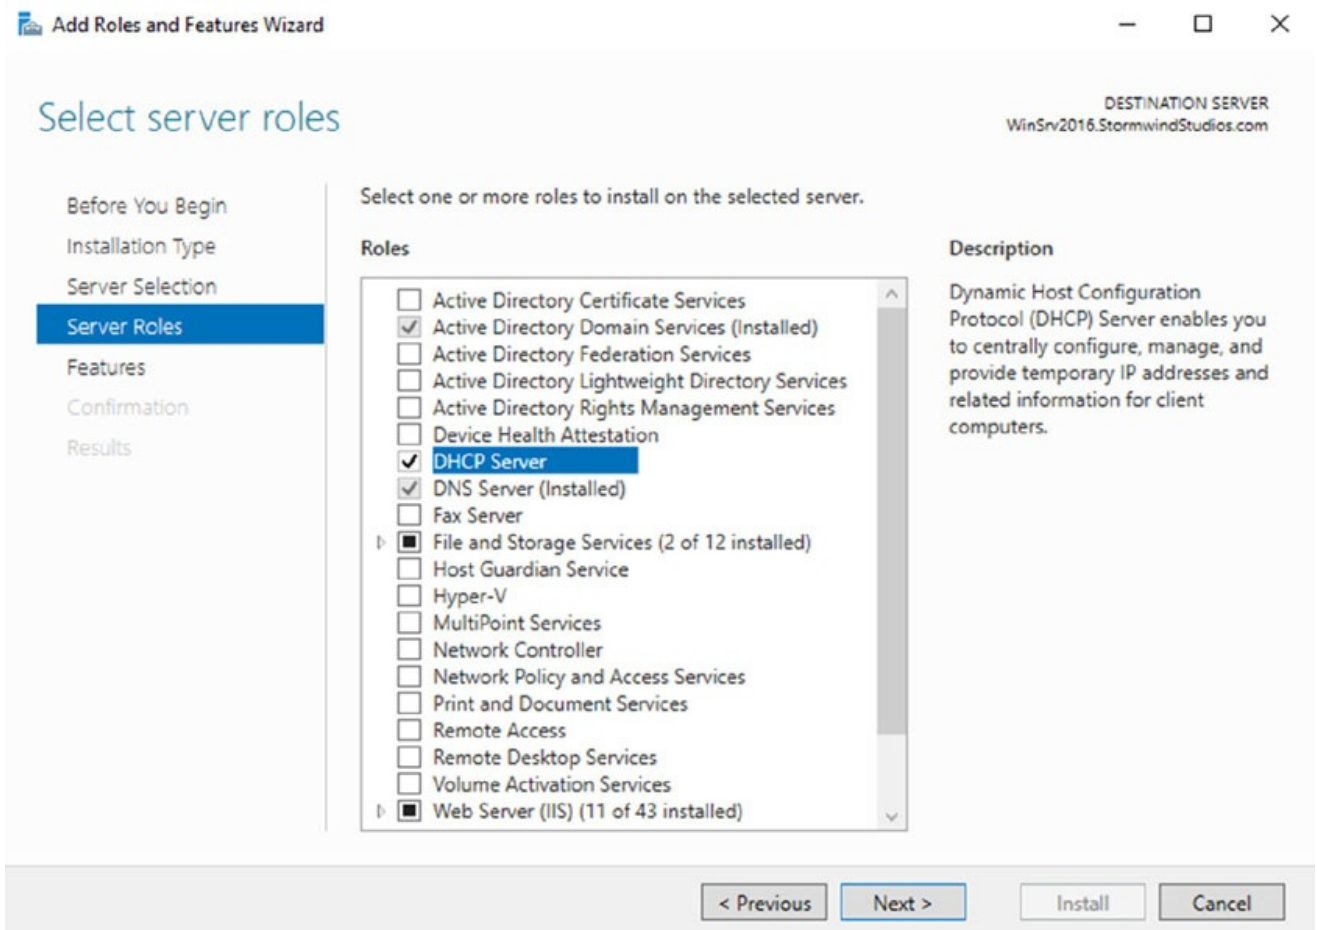 Add Roles and Features Wizard
Select server roles
DESTINATION SERVER
WinSrv2016.StormwindStudios.com
Before You Begin
Installation Type
Server Selection
Server Roles
Features
Confirmation
Results
Select one or more roles to install on the selected server.
Roles
Active Directory Certificate Services
Active Directory Domain Services (Installed)
Active Directory Federation Services
Active Directory Lightweight Directory Services
Active Directory Rights Management Services
Device Health Attestation
DHCP Server
DNS Server (Installed)
Fax Server
File and Storage Services (2 of 12 installed)
Host Guardian Service
Hyper-V
MultiPoint Services
Network Controller
Network Policy and Access Services
Print and Document Services
Remote Access
Remote Desktop Services
Volume Activation Services
Web Server (IIS) (11 of 43 installed)
Description
Dynamic Host Configuration
Protocol (DHCP) Server enables you
to centrally configure, manage, and
provide temporary IP addresses and
related information for client
computers.
< Previous
Next >
Install
Cancel